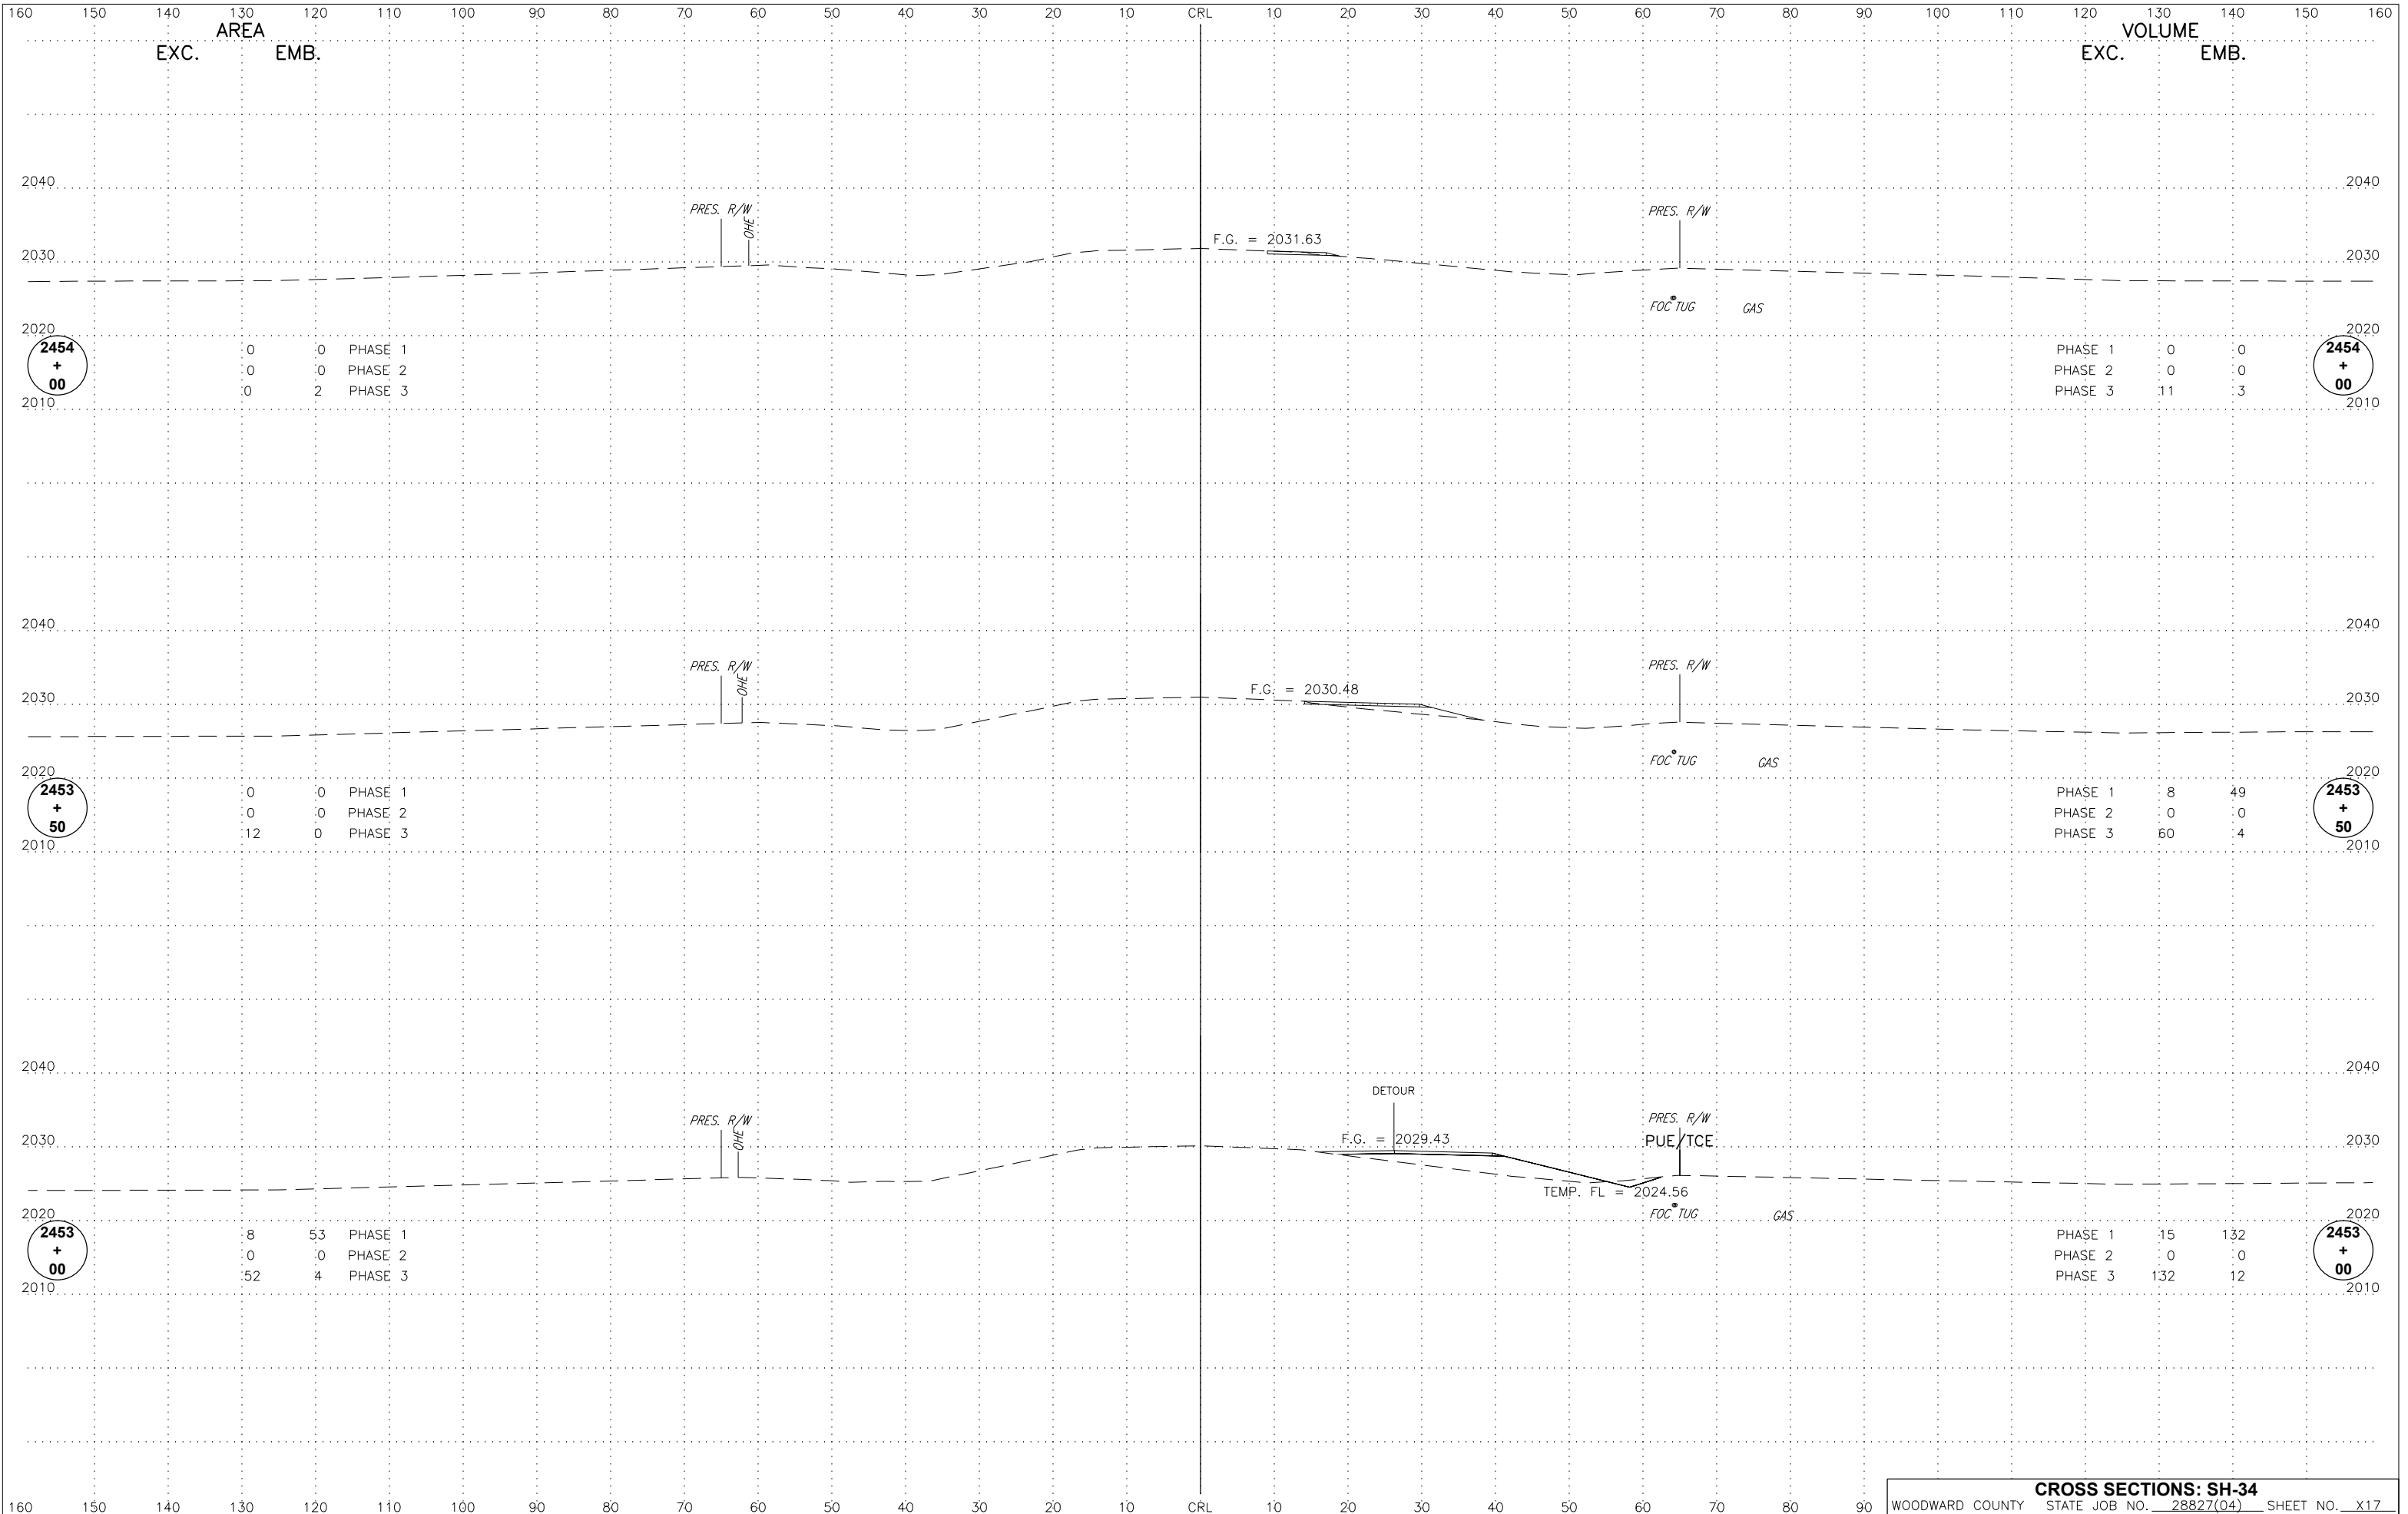 160 150 140 130 120 110 100 90 80 70 60 50 40 30 20 10 CRL 10 20 30 40 50 60 70 80 90 100 110 120 130 140 150 160
AREA VOLUME
EXC. EMB. EXC. EMB.
2040 2040
PRES. R/W OHE PRES. R/W
F.G. = 2031.63
2030 2030
FOC TUG GAS
2020 2020
2454 + 00
0 0 PHASE 1
0 0 PHASE 2
0 2 PHASE 3
PHASE 1 0 0
PHASE 2 0 0
PHASE 3 11 3
2454 + 00
2010 2010
2040 2040
PRES. R/W OHE PRES. R/W
F.G. = 2030.48
2030 2030
FOC TUG GAS
2020 2020
2453 + 50
0 0 PHASE 1
0 0 PHASE 2
12 0 PHASE 3
PHASE 1 8 49
PHASE 2 0 0
PHASE 3 60 4
2453 + 50
2010 2010
2040 2040
DETOUR
PRES. R/W OHE PRES. R/W
F.G. = 2029.43 PUE/TCE
2030 2030
TEMP. FL = 2024.56
FOC TUG GAS
2020 2020
2453 + 00
8 53 PHASE 1
0 0 PHASE 2
52 4 PHASE 3
PHASE 1 15 132
PHASE 2 0 0
PHASE 3 132 12
2453 + 00
2010 2010
160 150 140 130 120 110 100 90 80 70 60 50 40 30 20 10 CRL 10 20 30 40 50 60 70 80 90
CROSS SECTIONS: SH-34
WOODWARD COUNTY STATE JOB NO. 28827(04) SHEET NO. X17